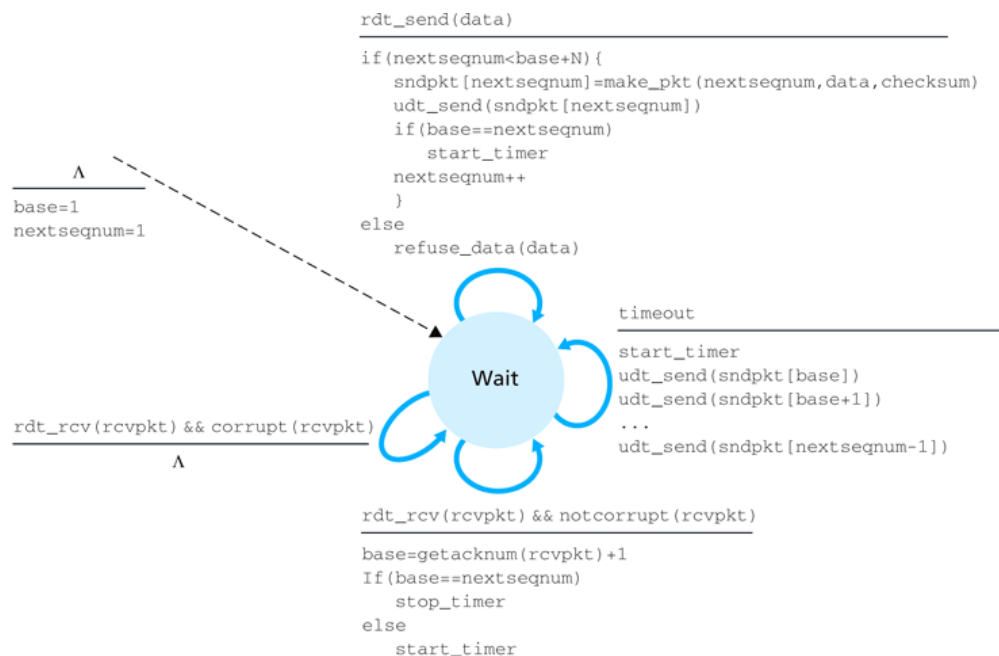 rdt_send(data)
if(nextseqnum<base+N){
sndpkt[nextseqnum]=make_pkt(nextseqnum,data,checksum)
udt_send(sndpkt[nextseqnum])
if(base==nextseqnum)
start_timer
nextseqnum++
}
else
refuse_data(data)
Λ
base=1
nextseqnum=1
timeout
start_timer
udt_send(sndpkt[base])
udt_send(sndpkt[base+1])
...
udt_send(sndpkt[nextseqnum-1])
Wait
rdt_rcv(rcvpkt) && corrupt(rcvpkt)
Λ
rdt_rcv(rcvpkt) && notcorrupt(rcvpkt)
base=getacknum(rcvpkt)+1
If(base==nextseqnum)
stop_timer
else
start_timer